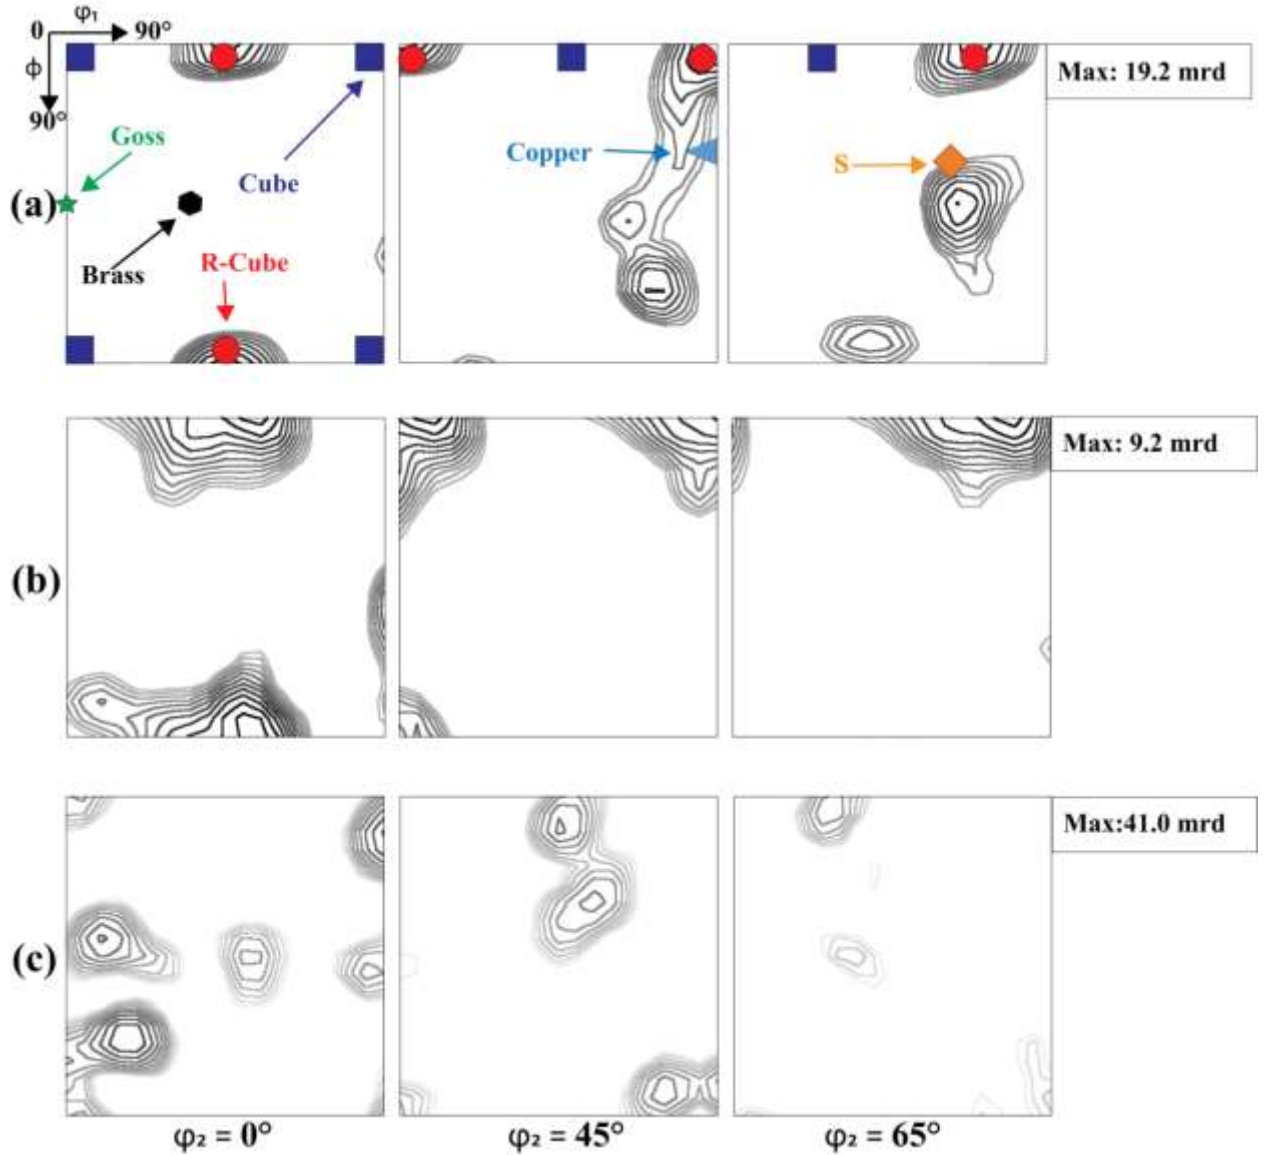 φ₁
0
90°
Φ
90°
Max: 19.2 mrd
Goss
Copper
S
Cube
(a)
R-Cube
Brass
Max: 9.2 mrd
(b)
Max:41.0 mrd
(c)
φ₂ = 0°
φ₂ = 45°
φ₂ = 65°